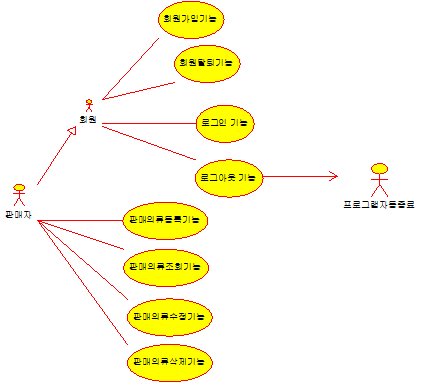 회원가입기능
회원탈퇴기능
회원
로그인 기능
로그아웃 기능
프로그램자동종료
판매자
판매의류등록기능
판매의류조회기능
판매의류수정기능
판매의류삭제기능